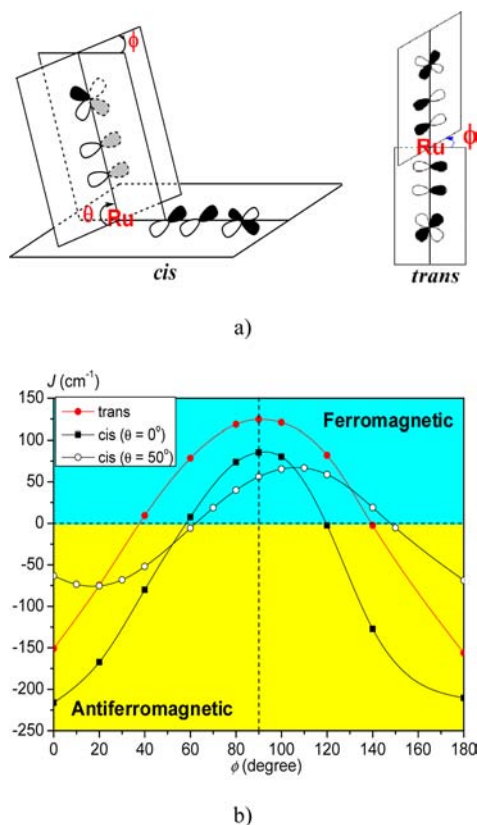 ϕ
θ
Ru
cis
Ru
ϕ
trans
a)
J (cm⁻¹)
trans
cis (θ = 0°)
cis (θ = 50°)
Ferromagnetic
Antiferromagnetic
150
100
50
0
-50
-100
-150
-200
-250
0 20 40 60 80 100 120 140 160 180
ϕ (degree)
b)